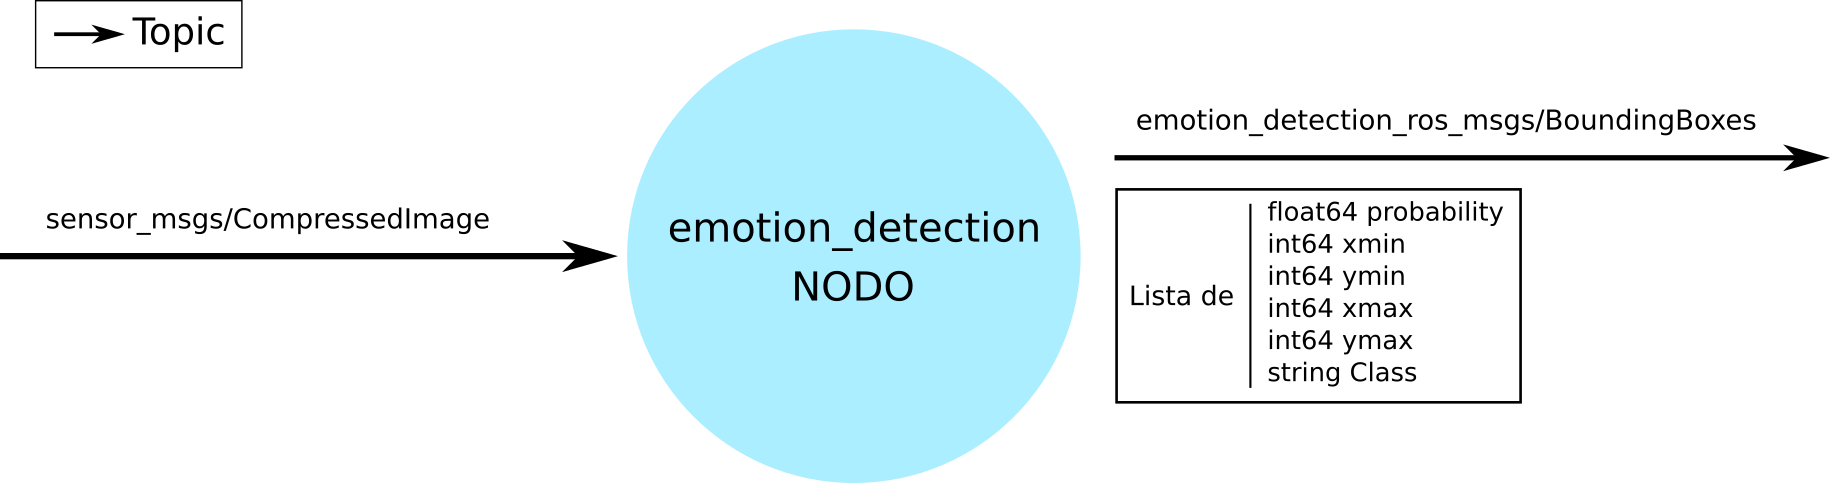 Topic
sensor_msgs/CompressedImage
emotion_detection
NODO
emotion_detection_ros_msgs/BoundingBoxes
Lista de
float64 probability
int64 xmin
int64 ymin
int64 xmax
int64 ymax
string Class